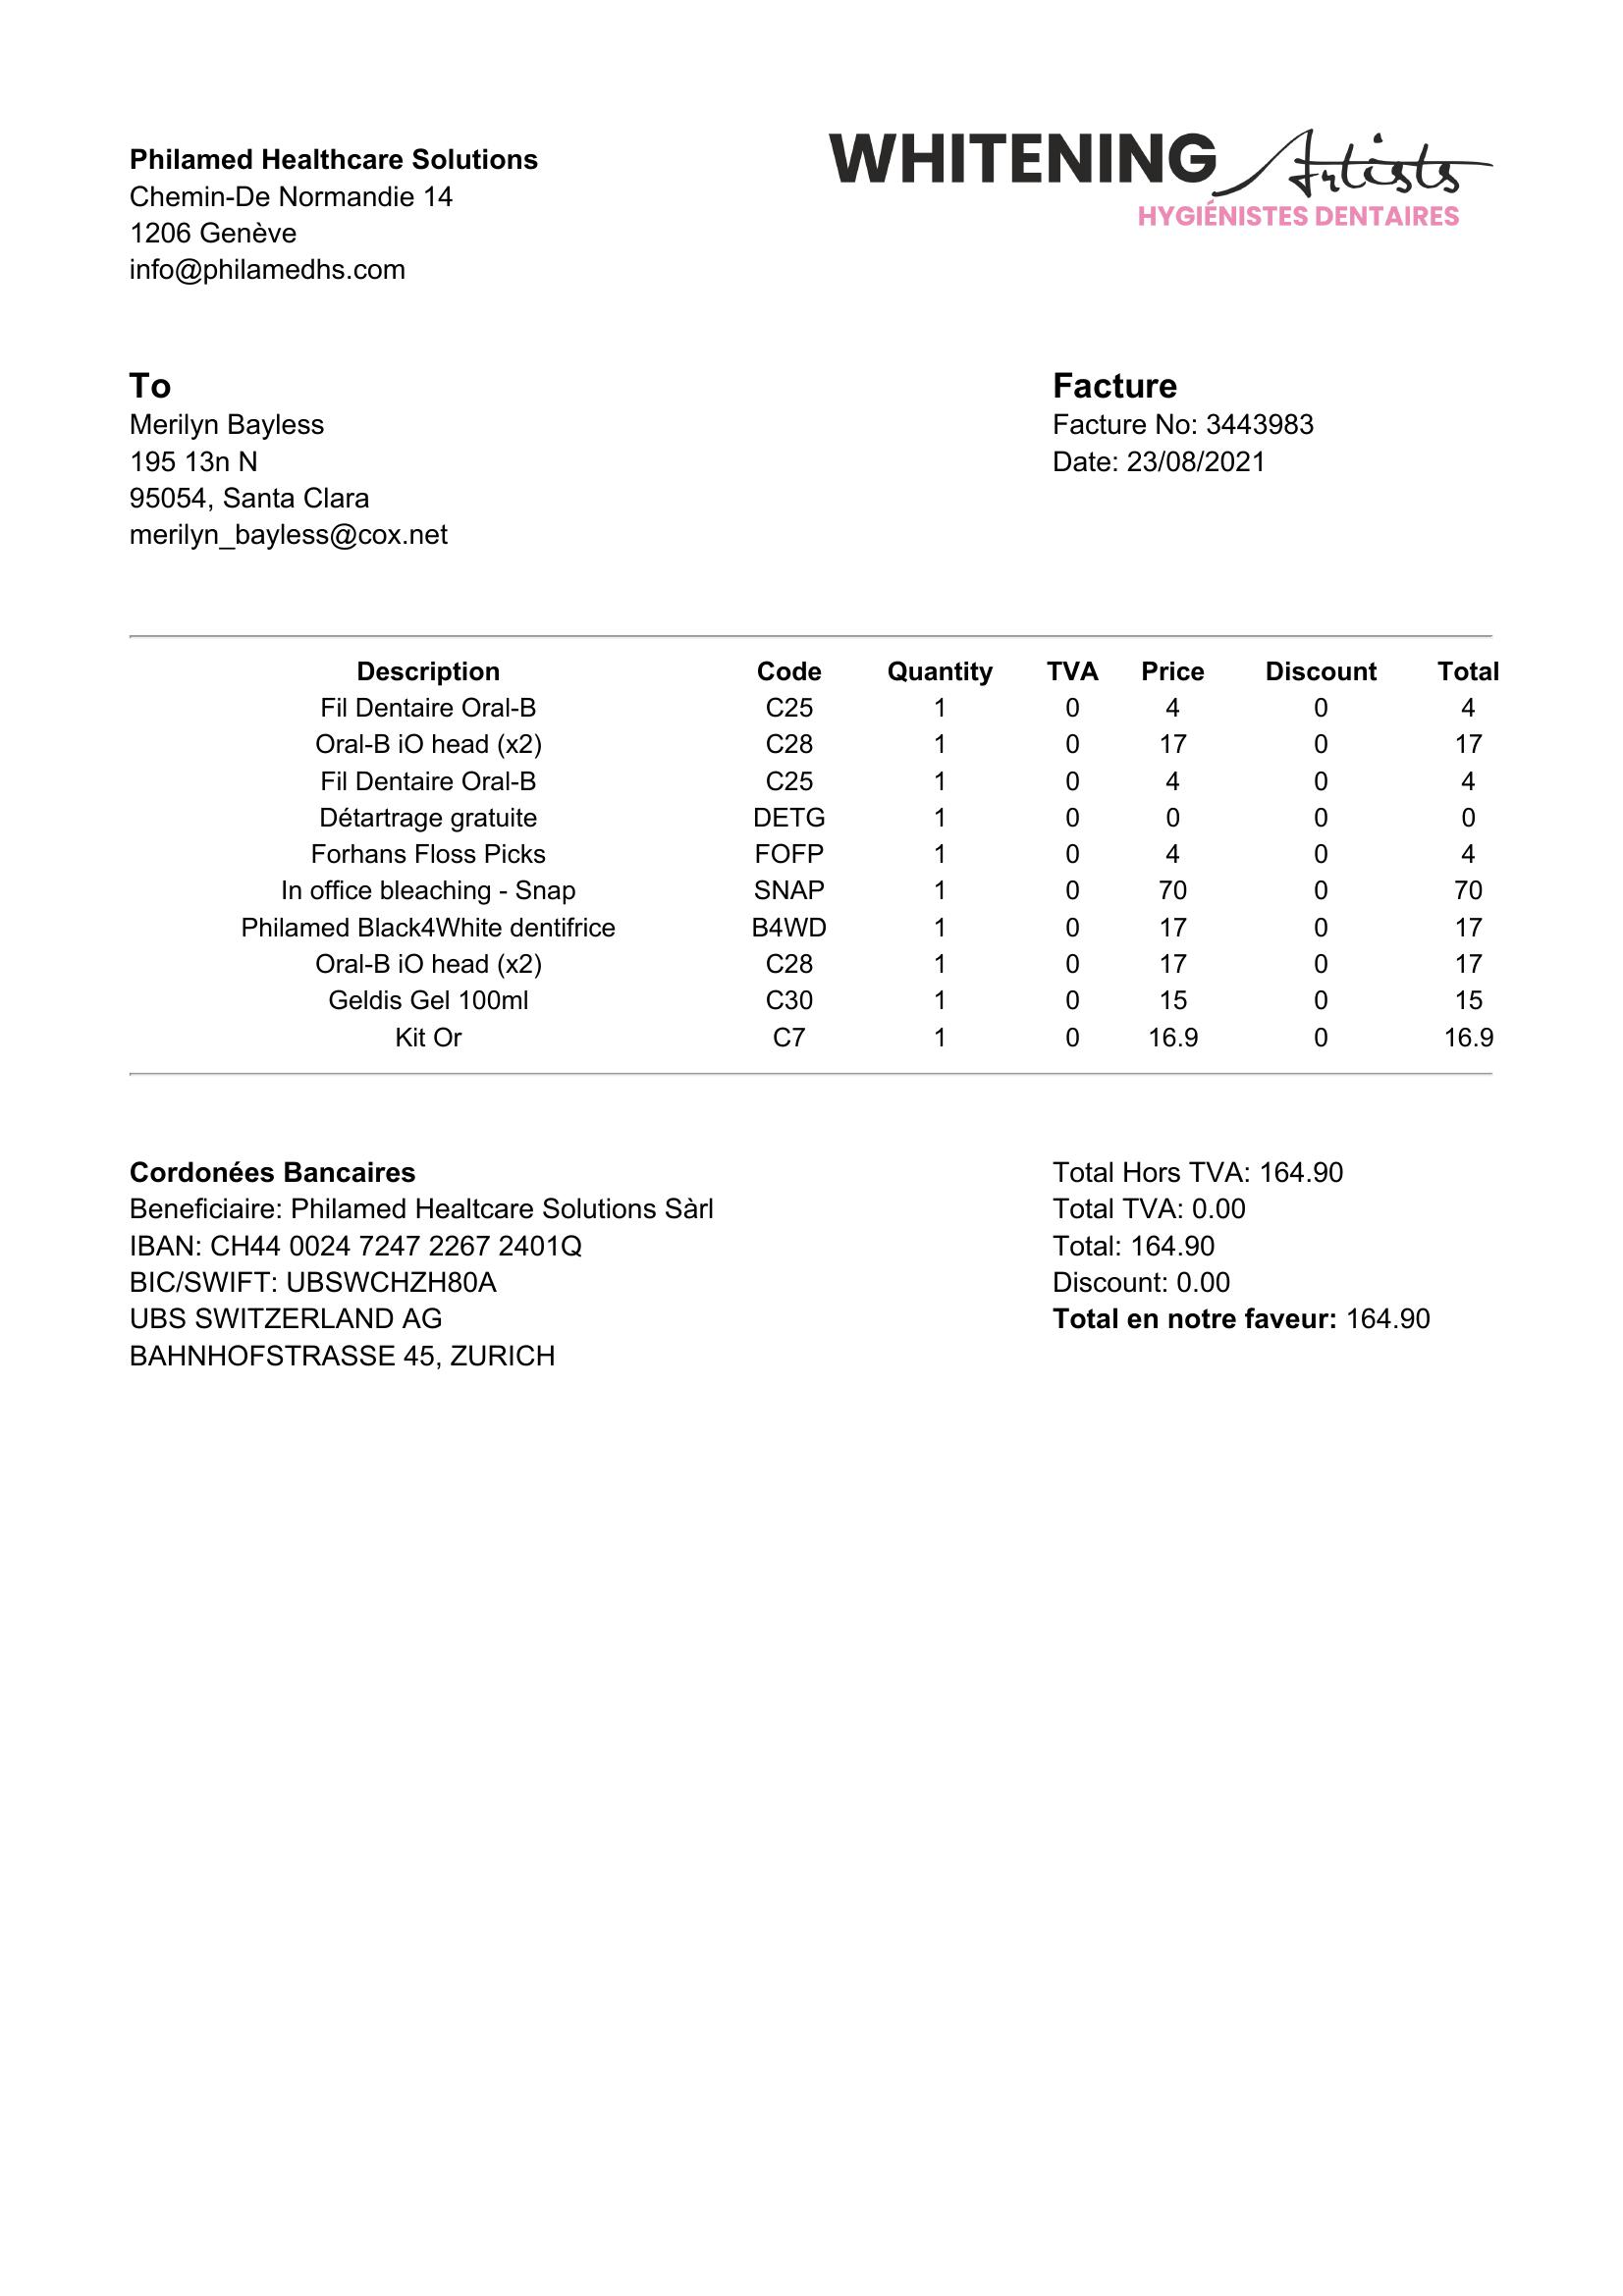 Philamed Healthcare Solutions
Chemin-De Normandie 14
1206 Genève
info@philamedhs.com
WHITENING Artists
HYGIÉNISTES DENTAIRES
To
Merilyn Bayless
195 13n N
95054, Santa Clara
merilyn_bayless@cox.net
Facture
Facture No: 3443983
Date: 23/08/2021
Description Code Quantity TVA Price Discount Total
Fil Dentaire Oral-B C25 1 0 4 0 4
Oral-B iO head (x2) C28 1 0 17 0 17
Fil Dentaire Oral-B C25 1 0 4 0 4
Détartrage gratuite DETG 1 0 0 0 0
Forhans Floss Picks FOFP 1 0 4 0 4
In office bleaching - Snap SNAP 1 0 70 0 70
Philamed Black4White dentifrice B4WD 1 0 17 0 17
Oral-B iO head (x2) C28 1 0 17 0 17
Geldis Gel 100ml C30 1 0 15 0 15
Kit Or C7 1 0 16.9 0 16.9
Cordonées Bancaires
Beneficiaire: Philamed Healtcare Solutions Sàrl
IBAN: CH44 0024 7247 2267 2401Q
BIC/SWIFT: UBSWCHZH80A
UBS SWITZERLAND AG
BAHNHOFSTRASSE 45, ZURICH
Total Hors TVA: 164.90
Total TVA: 0.00
Total: 164.90
Discount: 0.00
Total en notre faveur: 164.90